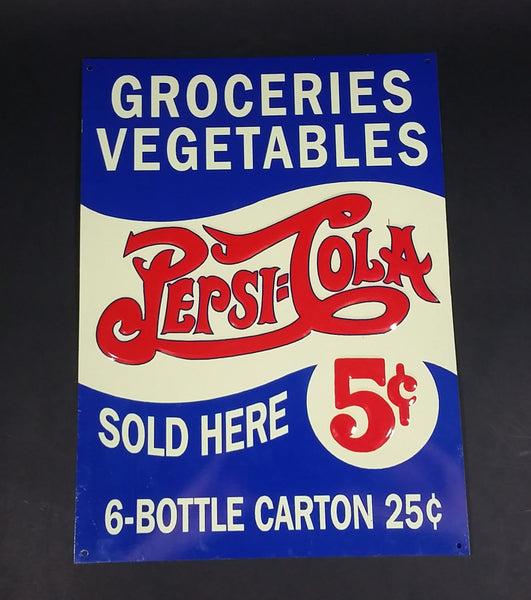 GROCERIES
VEGETABLES
PEPSI=COLA
5¢
SOLD HERE
6-BOTTLE CARTON 25¢